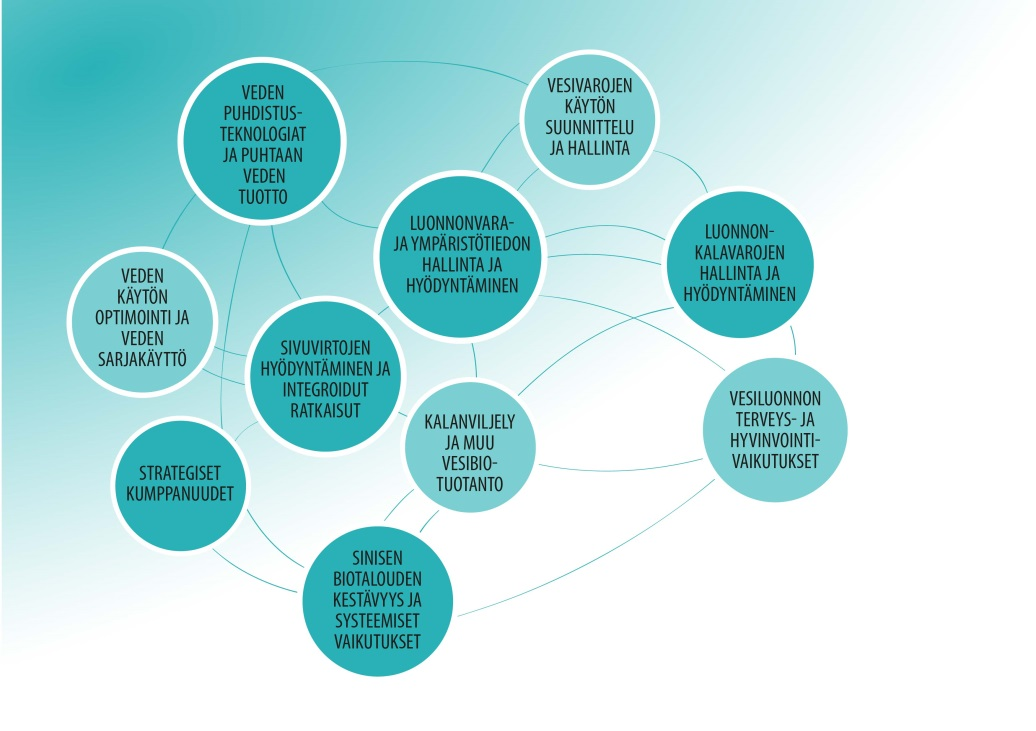 VEDEN
PUHDISTUS-
TEKNOLOGIAT
JA PUHTAAN
VEDEN
TUOTTO
VESIVAROJEN
KÄYTÖN
SUUNNITTELU
JA HALLINTA
LUONNONVARA-
JA YMPÄRISTÖTIEDON
HALLINTA JA
HYÖDYNTÄMINEN
LUONNON-
KALAVAROJEN
HALLINTA JA
HYÖDYNTÄMINEN
VEDEN
KÄYTÖN
OPTIMOINTI JA
VEDEN
SARJAKÄYTTÖ
SIVUVIRTOJEN
HYÖDYNTÄMINEN JA
INTEGROIDUT
RATKAISUT
KALANVILJELY
JA MUU
VESIBIO-
TUOTANTO
VESILUONNON
TERVEYS- JA
HYVINVOINTI-
VAIKUTUKSET
STRATEGISET
KUMPPANUUDET
SINISEN
BIOTALOUDEN
KESTÄVYYS JA
SYSTEEMISET
VAIKUTUKSET